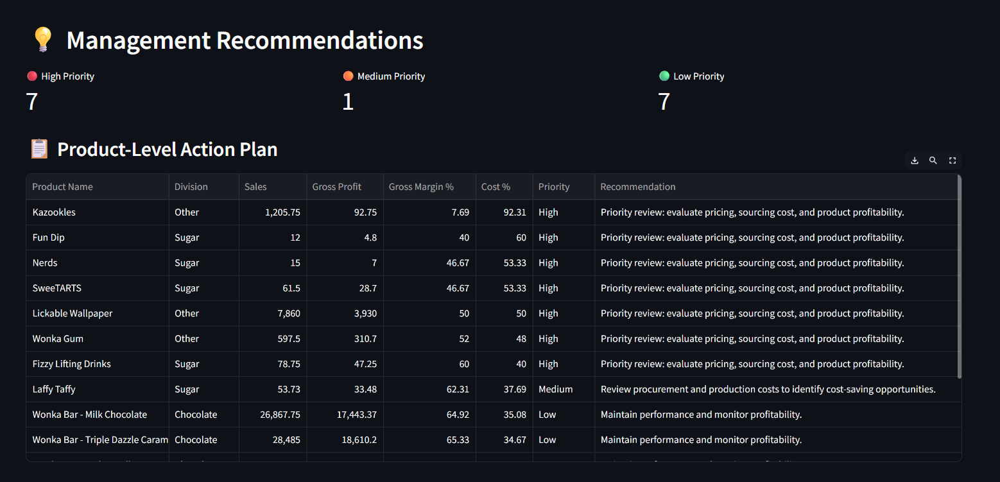 Management Recommendations
High Priority Medium Priority Low Priority
7 1 7
Product-Level Action Plan
Product Name Division Sales Gross Profit Gross Margin % Cost % Priority Recommendation
Kazookles Other 1,205.75 92.75 7.69 92.31 High Priority review: evaluate pricing, sourcing cost, and product profitability.
Fun Dip Sugar 12 4.8 40 60 High Priority review: evaluate pricing, sourcing cost, and product profitability.
Nerds Sugar 15 7 46.67 53.33 High Priority review: evaluate pricing, sourcing cost, and product profitability.
SweeTARTS Sugar 61.5 28.7 46.67 53.33 High Priority review: evaluate pricing, sourcing cost, and product profitability.
Lickable Wallpaper Other 7,860 3,930 50 50 High Priority review: evaluate pricing, sourcing cost, and product profitability.
Wonka Gum Other 597.5 310.7 52 48 High Priority review: evaluate pricing, sourcing cost, and product profitability.
Fizzy Lifting Drinks Sugar 78.75 47.25 60 40 High Priority review: evaluate pricing, sourcing cost, and product profitability.
Laffy Taffy Sugar 53.73 33.48 62.31 37.69 Medium Review procurement and production costs to identify cost-saving opportunities.
Wonka Bar - Milk Chocolate Chocolate 26,867.75 17,443.37 64.92 35.08 Low Maintain performance and monitor profitability.
Wonka Bar - Triple Dazzle Caram Chocolate 28,485 18,610.2 65.33 34.67 Low Maintain performance and monitor profitability.